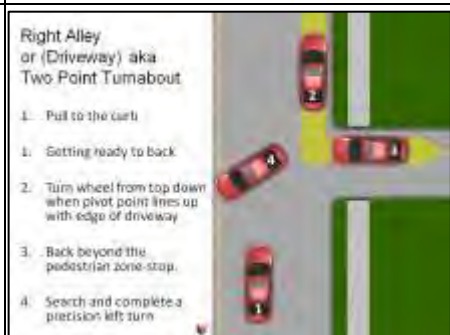 Right Alley
or (Driveway) aka
Two Point Turnabout
1. Pull to the curb
1. Getting ready to back
2. Turn wheel from top down
when pivot point lines up
with edge of driveway
3. Back beyond the
pedestrian zone-stop.
4. Search and complete a
precision left turn
2
3
4
1